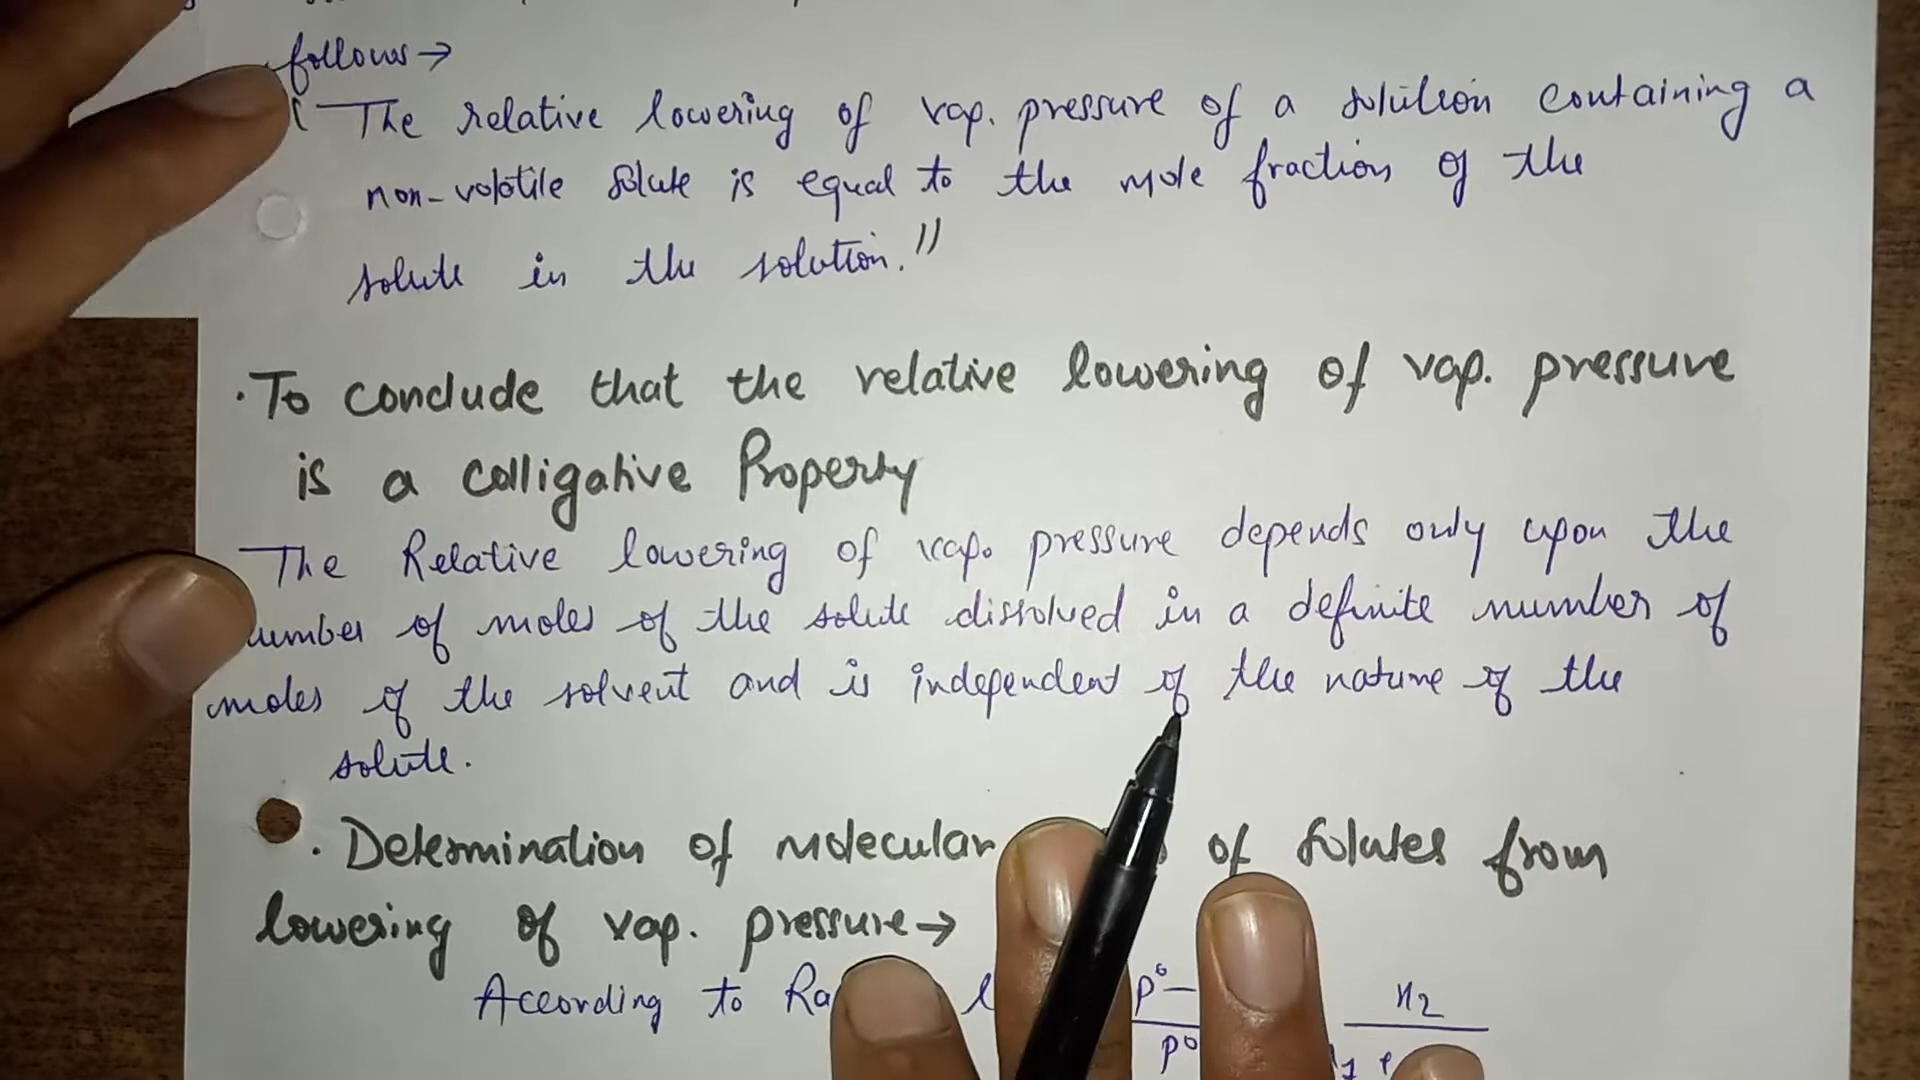 follows →
" The relative lowering of vap. pressure of a solution containing a
non-volatile solute is equal to the mole fraction of the
solute in the solution."
· To conclude that the relative lowering of vap. pressure
is a colligative Property
The Relative lowering of vap. pressure depends only upon the
number of moles of the solute dissolved in a definite number of
moles of the solvent and is independent of the nature of the
solute.
· Determination of Molecular of solutes from
lowering of vap. pressure →
According to p° − n2
p°